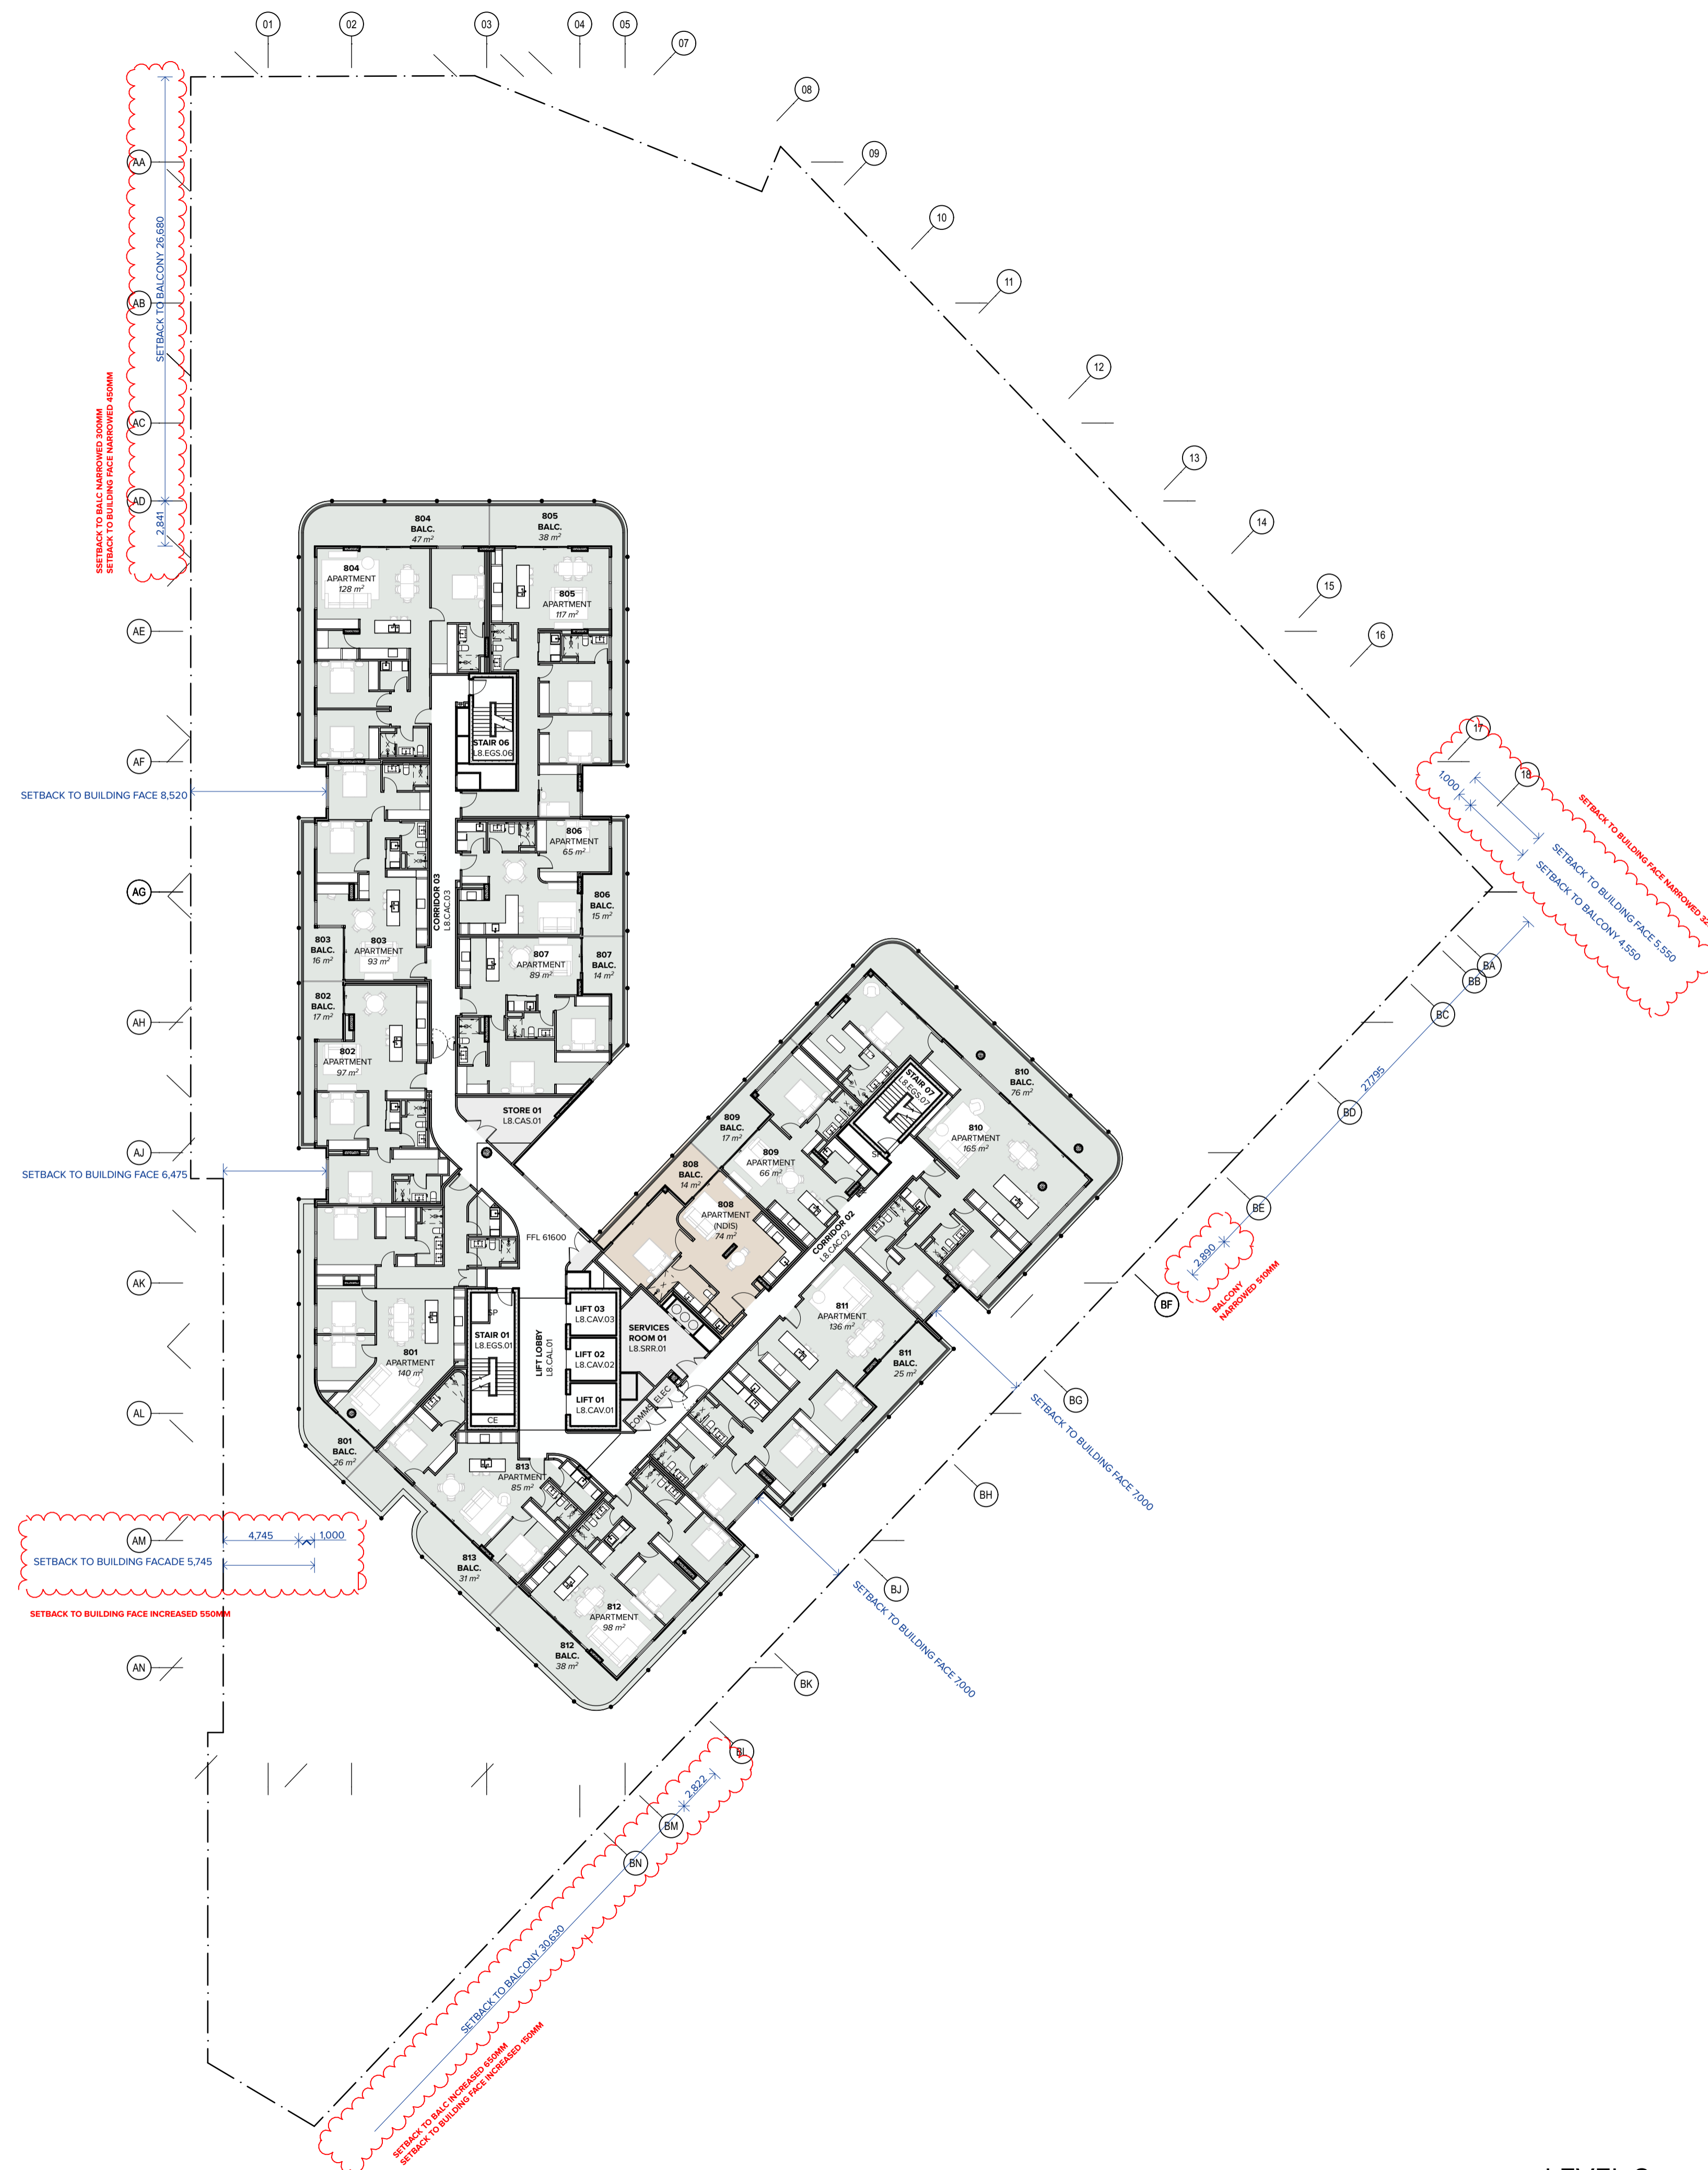 01
02
03
04
05
07
08
09
10
11
12
13
14
15
16
17
18
AA
AB
AC
AD
AE
AF
AG
AH
AJ
AK
AL
AM
AN
BA
BB
BC
BD
BE
BF
BG
BH
BJ
BK
BL
BM
BN
SETBACK TO BALCONY 26,680
2,841
SSETBACK TO BALC NARROWED 300MM
SETBACK TO BUILDING FACE NARROWED 450MM
804
BALC.
47 m²
805
BALC.
38 m²
804
APARTMENT
128 m²
805
APARTMENT
117 m²
STAIR 06
L8.EGS.06
SETBACK TO BUILDING FACE 8,520
806
APARTMENT
65 m²
CORRIDOR 03
L8.CAC.03
806
BALC.
15 m²
803
BALC.
16 m²
803
APARTMENT
93 m²
807
APARTMENT
89 m²
807
BALC.
14 m²
802
BALC.
17 m²
802
APARTMENT
97 m²
STORE 01
L8.CAS.01
SETBACK TO BUILDING FACE 6,475
1,000
SETBACK TO BUILDING FACE 5,550
SETBACK TO BALCONY 4,550
27,795
810
BALC.
76 m²
STAIR 07
L8.EGS.07
810
APARTMENT
165 m²
809
BALC.
17 m²
809
APARTMENT
66 m²
SP
808
BALC.
14 m²
808
APARTMENT
(NDIS)
74 m²
CORRIDOR 02
L8.CAC.02
FFL 61600
2,890
BALCONY
NARROWED 510MM
811
APARTMENT
136 m²
811
BALC.
25 m²
SP
STAIR 01
L8.EGS.01
CE
LIFT LOBBY
L8.CAL.01
LIFT 03
L8.CAV.03
LIFT 02
L8.CAV.02
LIFT 01
L8.CAV.01
SERVICES
ROOM 01
L8.SRR.01
COMMS
ELEC
801
APARTMENT
140 m²
801
BALC.
26 m²
813
APARTMENT
85 m²
813
BALC.
31 m²
812
APARTMENT
98 m²
812
BALC.
38 m²
SETBACK TO BUILDING FACE 7,000
SETBACK TO BUILDING FACE 7,000
4,745
1,000
SETBACK TO BUILDING FACADE 5,745
SETBACK TO BUILDING FACE INCREASED 550MM
2,822
SETBACK TO BALCONY 30,630
SETBACK TO BALC INCREASED 650MM
SETBACK TO BUILDING FACE INCREASED 150MM
SETBACK TO BUILDING FACE NARROWED